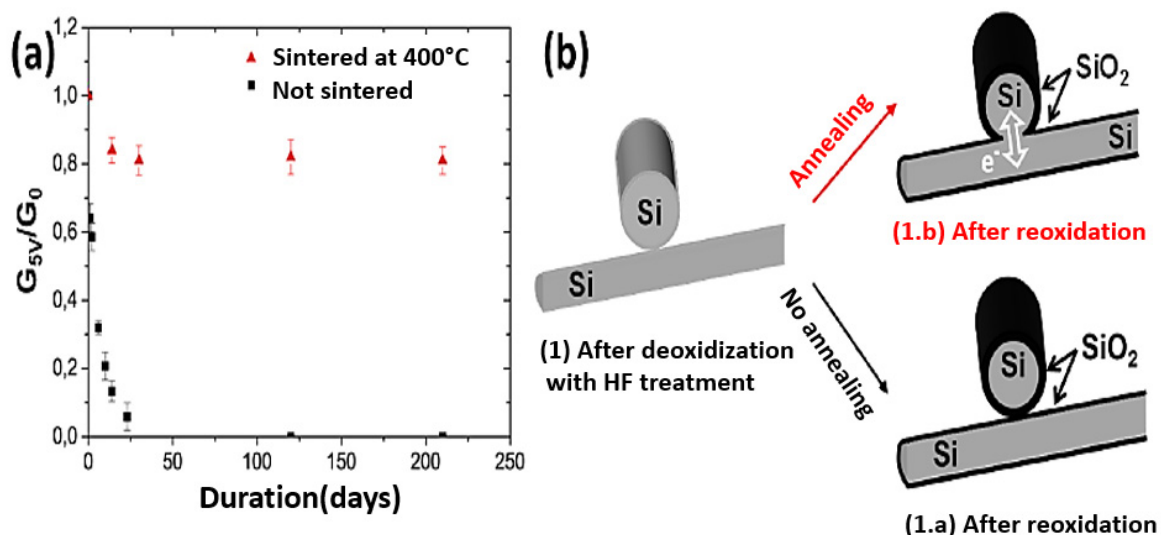 (a)
1,2
1,0
0,8
0,6
0,4
0,2
0,0
G5V/G0
Sintered at 400°C
Not sintered
0
50
100
150
200
250
Duration(days)
(b)
Si
Si
(1) After deoxidization
with HF treatment
Annealing
No annealing
Si
SiO2
Si
e-
(1.b) After reoxidation
Si
SiO2
Si
(1.a) After reoxidation